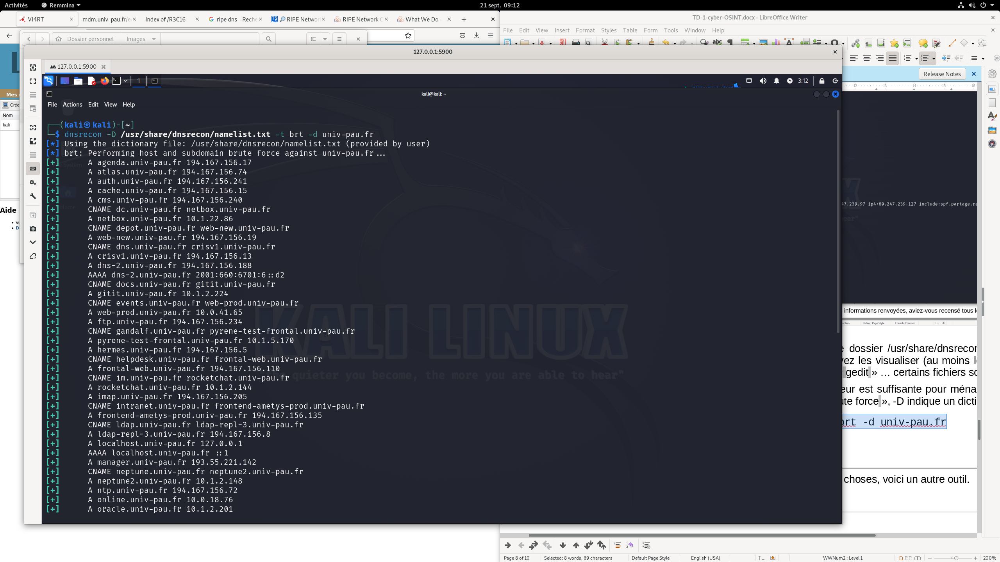 Activités
Remmina
21 sept.  09:12
VI4RT
mdm.univ-pau.fr/e
Index of /R3C16
ripe dns - Reche
RIPE Networ
RIPE Network C
What We Do —
TD-1-cyber-OSINT.docx - LibreOffice Writer
File Edit View Insert Format Styles Table Form Tools Window Help
Dossier personnel
Images
127.0.0.1:5900
127.0.0.1:5900
Release Notes
1
3:12
kali@kali: ~
File Actions Edit View Help
Mes
Crée
Nom
kali
Aide
System
Home
┌──(kali㉿kali)-[~]
└─$ dnsrecon -D /usr/share/dnsrecon/namelist.txt -t brt -d univ-pau.fr
[*] Using the dictionary file: /usr/share/dnsrecon/namelist.txt (provided by user)
[*] brt: Performing host and subdomain brute force against univ-pau.fr...
[+] A agenda.univ-pau.fr 194.167.156.17
[+] A atlas.univ-pau.fr 194.167.156.74
[+] A auth.univ-pau.fr 194.167.156.241
[+] A cache.univ-pau.fr 194.167.156.15
[+] A cms.univ-pau.fr 194.167.156.240
[+] CNAME dc.univ-pau.fr netbox.univ-pau.fr
[+] A netbox.univ-pau.fr 10.1.22.86
[+] CNAME depot.univ-pau.fr web-new.univ-pau.fr
[+] A web-new.univ-pau.fr 194.167.156.19
[+] CNAME dns.univ-pau.fr crisv1.univ-pau.fr
[+] A crisv1.univ-pau.fr 194.167.156.13
[+] A dns-2.univ-pau.fr 194.167.156.188
[+] AAAA dns-2.univ-pau.fr 2001:660:6701:6::d2
[+] CNAME docs.univ-pau.fr gitit.univ-pau.fr
[+] A gitit.univ-pau.fr 10.1.2.224
[+] CNAME events.univ-pau.fr web-prod.univ-pau.fr
[+] A web-prod.univ-pau.fr 10.0.41.65
[+] A ftp.univ-pau.fr 194.167.156.234
[+] CNAME gandalf.univ-pau.fr pyrene-test-frontal.univ-pau.fr
[+] A pyrene-test-frontal.univ-pau.fr 10.1.5.170
[+] A hermes.univ-pau.fr 194.167.156.5
[+] CNAME helpdesk.univ-pau.fr frontal-web.univ-pau.fr
[+] A frontal-web.univ-pau.fr 194.167.156.110
[+] CNAME im.univ-pau.fr rocketchat.univ-pau.fr
[+] A rocketchat.univ-pau.fr 10.1.2.144
[+] A imap.univ-pau.fr 194.167.156.205
[+] CNAME intranet.univ-pau.fr frontend-ametys-prod.univ-pau.fr
[+] A frontend-ametys-prod.univ-pau.fr 194.167.156.135
[+] CNAME ldap.univ-pau.fr ldap-repl-3.univ-pau.fr
[+] A ldap-repl-3.univ-pau.fr 194.167.156.8
[+] A localhost.univ-pau.fr 127.0.0.1
[+] AAAA localhost.univ-pau.fr ::1
[+] A manager.univ-pau.fr 193.55.221.142
[+] CNAME neptune.univ-pau.fr neptune2.univ-pau.fr
[+] A neptune2.univ-pau.fr 10.1.2.148
[+] A ntp.univ-pau.fr 194.167.156.72
[+] A online.univ-pau.fr 10.0.18.76
[+] A oracle.univ-pau.fr 10.1.2.201
KALI LINUX
"the quieter you become, the more you are able to hear"
47.239.97 ip4:80.247.239.127 include:spf.partage.re
hear"
informations renvoyées, aviez-vous recensé tous l
Default Page Style
French (France)
e dossier /usr/share/dnsrecon
vez les visualiser (au moins l
gedit » … certains fichiers so
eur est suffisante pour ména
ute force », -D indique un dicti
brt -d univ-pau.fr
choses, voici un autre outil.
Page 8 of 10
Selected: 8 words, 69 characters
Default Page Style
English (USA)
WWNum2 : Level 1
200%